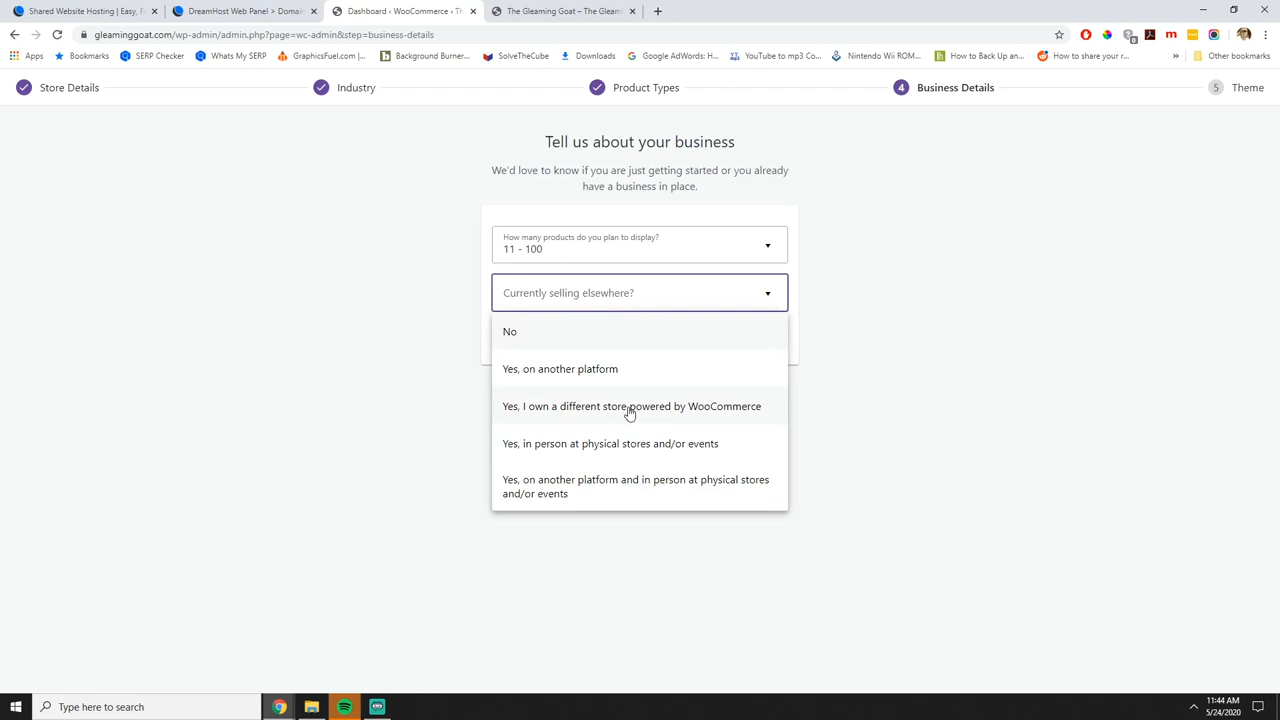 Shared Website Hosting | Easy, F
DreamHost Web Panel > Domain
Dashboard ‹ WooCommerce ‹ Th
The Gleaming Goat – The Gleami
gleaminggoat.com/wp-admin/admin.php?page=wc-admin&step=business-details
Apps
Bookmarks
SERP Checker
Whats My SERP
GraphicsFuel.com |...
Background Burner...
SolveTheCube
Downloads
Google AdWords: H...
YouTube to mp3 Co...
Nintendo Wii ROM...
How to Back Up an...
How to share your r...
»
Other bookmarks
Store Details
Industry
Product Types
4 Business Details
5 Theme
Tell us about your business
We'd love to know if you are just getting started or you already
have a business in place.
How many products do you plan to display?
11 - 100
Currently selling elsewhere?
No
Yes, on another platform
Yes, I own a different store powered by WooCommerce
Yes, in person at physical stores and/or events
Yes, on another platform and in person at physical stores
and/or events
Type here to search
11:44 AM
5/24/2020